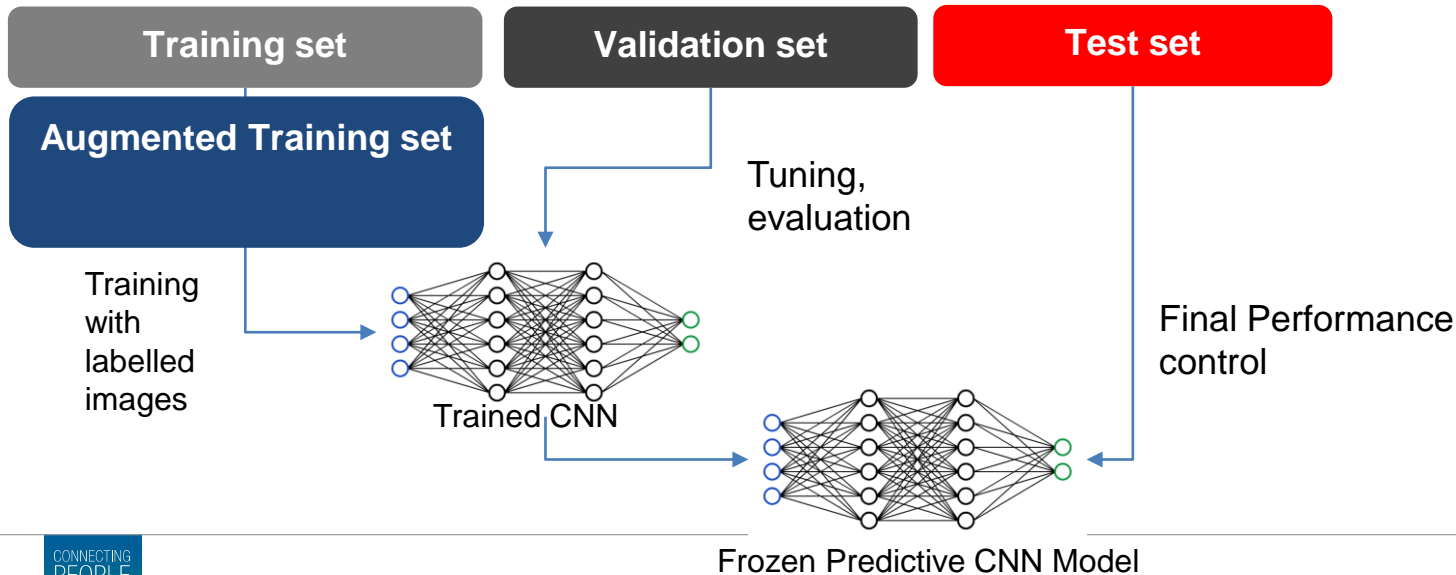 Training set
Validation set
Test set
Augmented Training set
Tuning,
evaluation
Training
with
labelled
images
Final Performance
control
Trained CNN
Frozen Predictive CNN Model
CONNECTING
PEOPLE